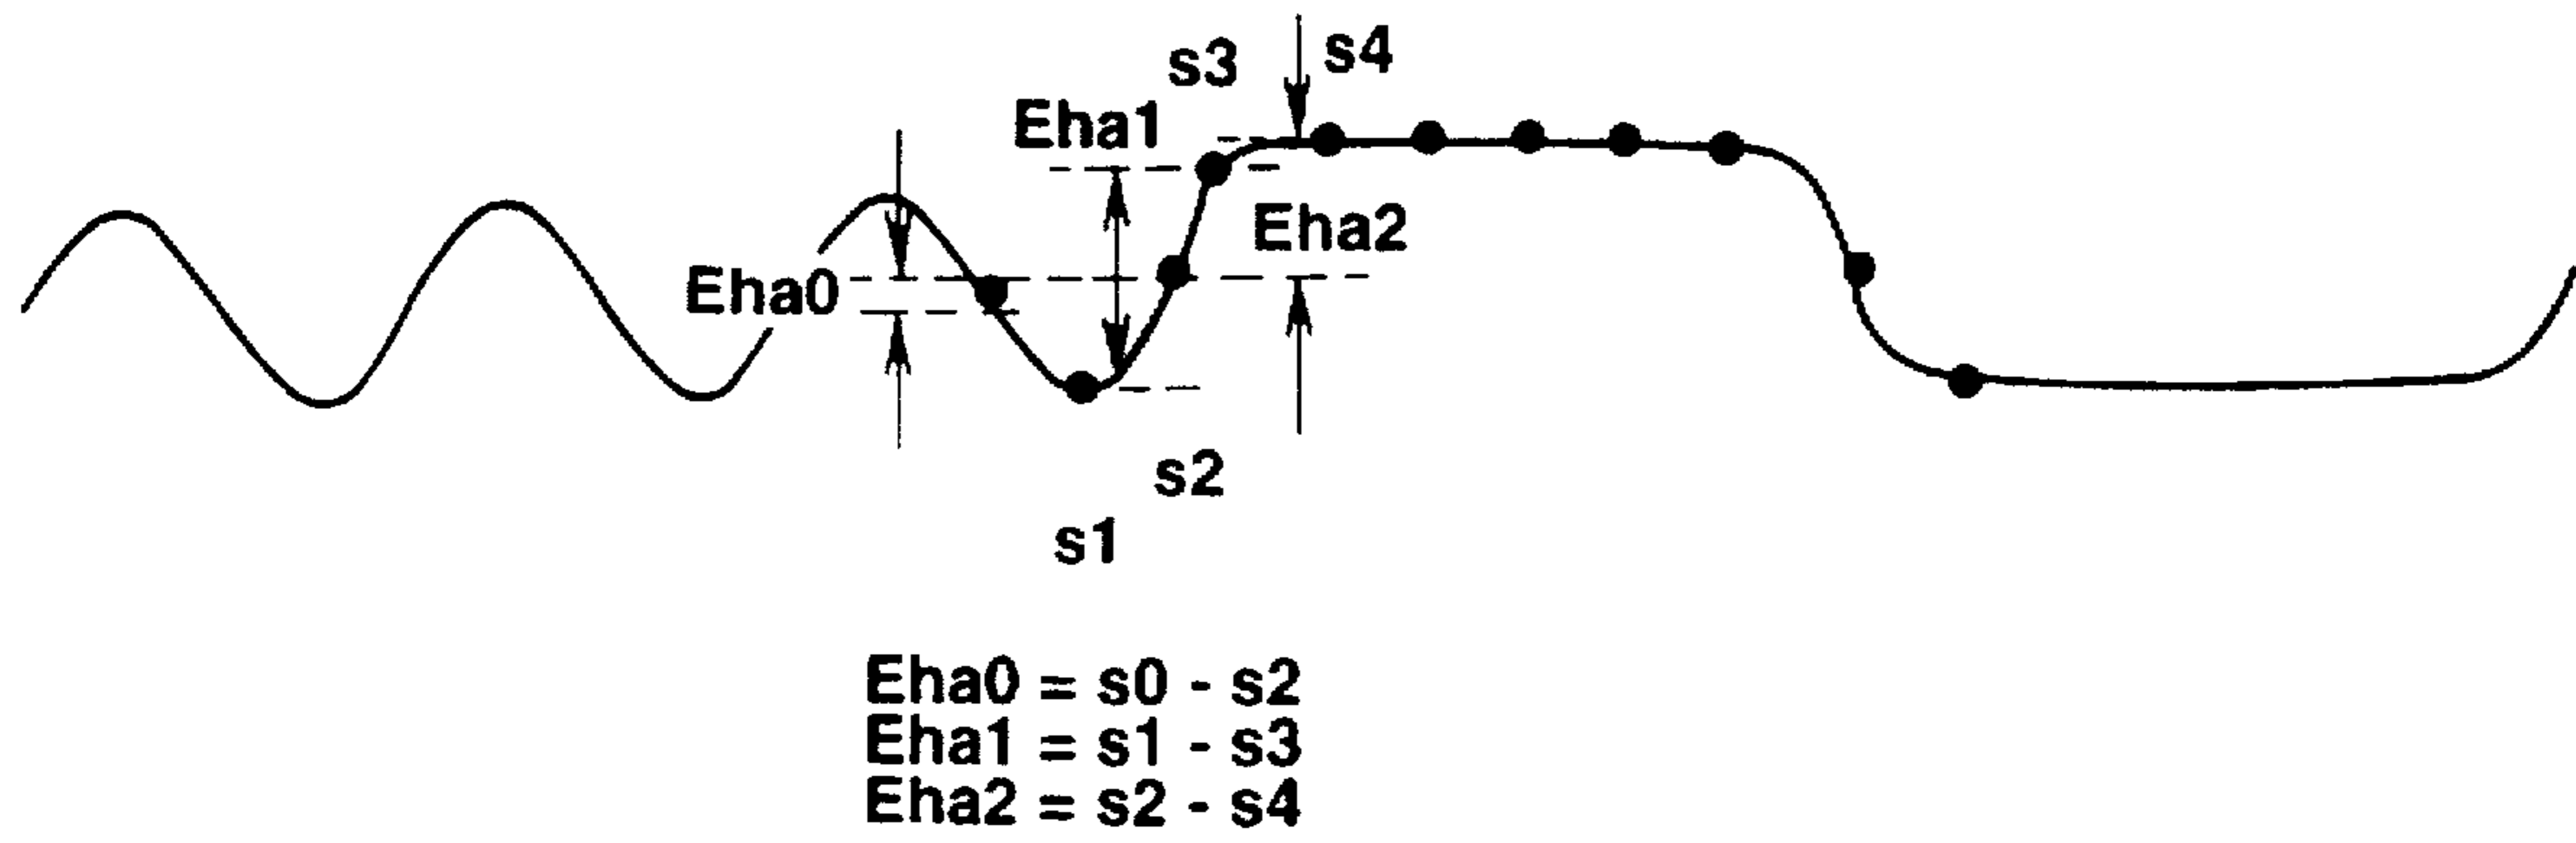 s3
s4
Eha1
Eha2
Eha0
s2
s1
Eha0 = s0 - s2
Eha1 = s1 - s3
Eha2 = s2 - s4